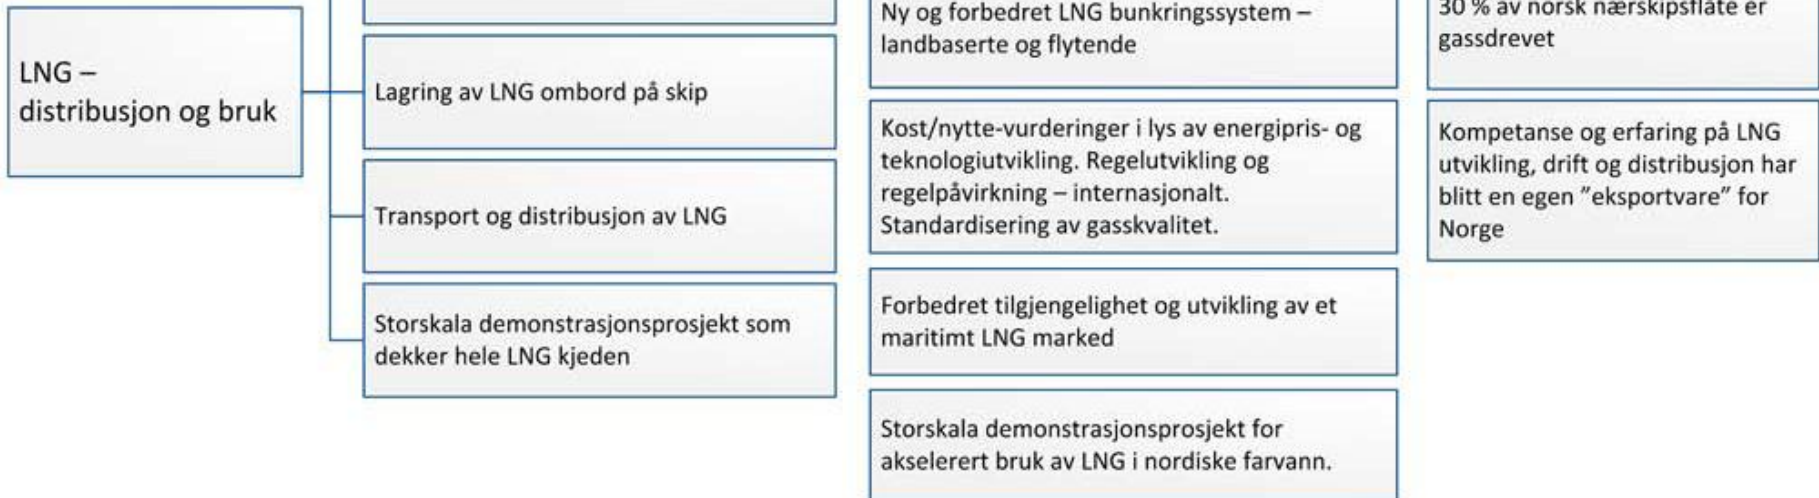 LNG –
distribusjon og bruk
Lagring av LNG ombord på skip
Transport og distribusjon av LNG
Storskala demonstrasjonsprosjekt som
dekker hele LNG kjeden
Ny og forbedret LNG bunkringssystem –
landbaserte og flytende
Kost/nytte-vurderinger i lys av energipris- og
teknologiutvikling. Regelutvikling og
regelpåvirkning – internasjonalt.
Standardisering av gasskvalitet.
Forbedret tilgjengelighet og utvikling av et
maritimt LNG marked
Storskala demonstrasjonsprosjekt for
akselerert bruk av LNG i nordiske farvann.
30 % av norsk nærskipsflåte er
gassdrevet
Kompetanse og erfaring på LNG
utvikling, drift og distribusjon har
blitt en egen ”eksportvare” for
Norge